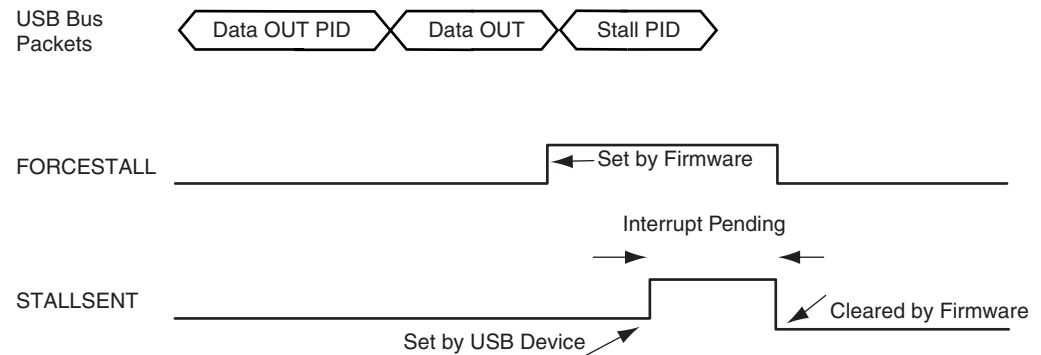 USB Bus
Packets
Data OUT PID
Data OUT
Stall PID
FORCESTALL
Set by Firmware
Interrupt Pending
STALLSENT
Cleared by Firmware
Set by USB Device